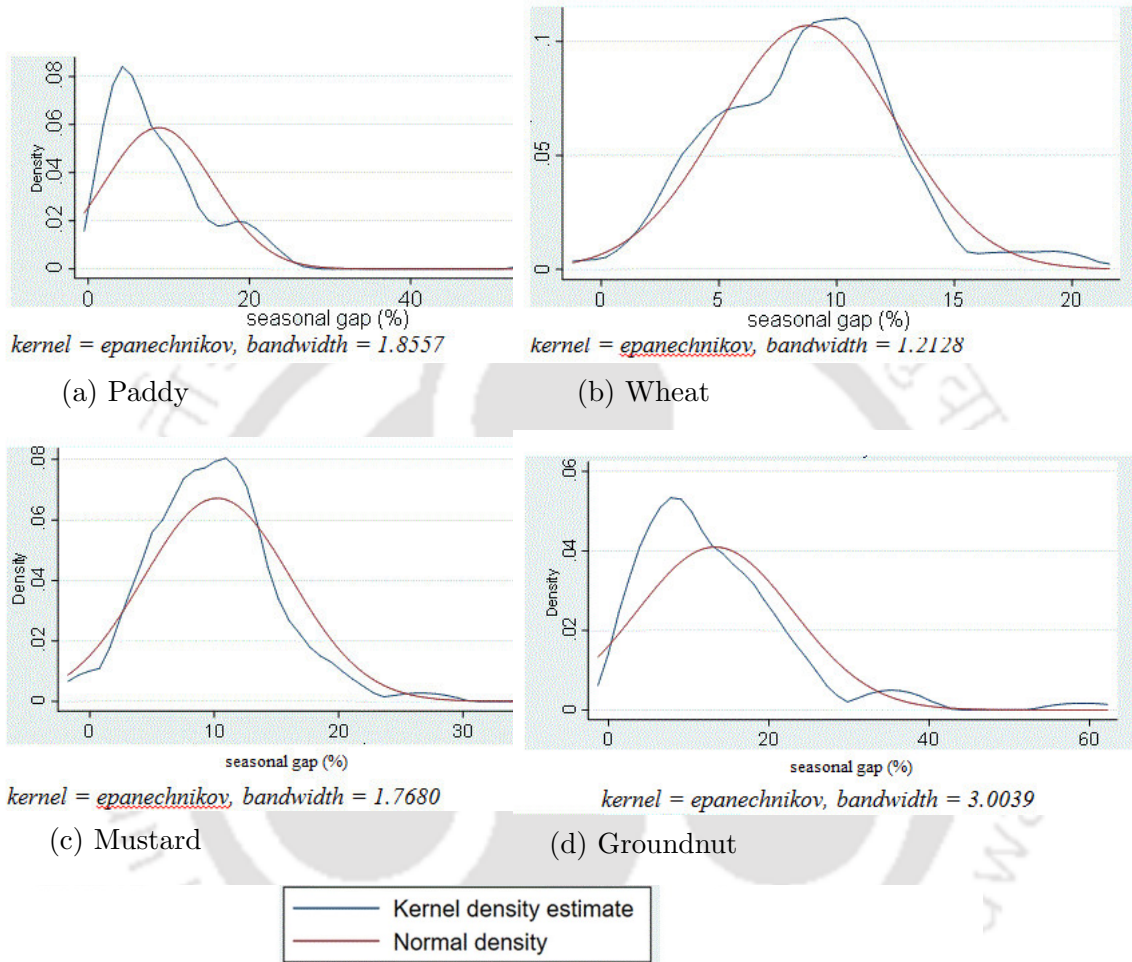 Density
0 .02 .04 .06 .08
0 20 40
seasonal gap (%)
kernel = epanechnikov, bandwidth = 1.8557
(a) Paddy
0 .05 .1
0 5 10 15 20
seasonal gap (%)
kernel = epanechnikov, bandwidth = 1.2128
(b) Wheat
Density
0 .02 .04 .06 .08
0 10 20 30
seasonal gap (%)
kernel = epanechnikov, bandwidth = 1.7680
(c) Mustard
Density
0 .02 .04 .06
0 20 40 60
seasonal gap (%)
kernel = epanechnikov, bandwidth = 3.0039
(d) Groundnut
Kernel density estimate
Normal density